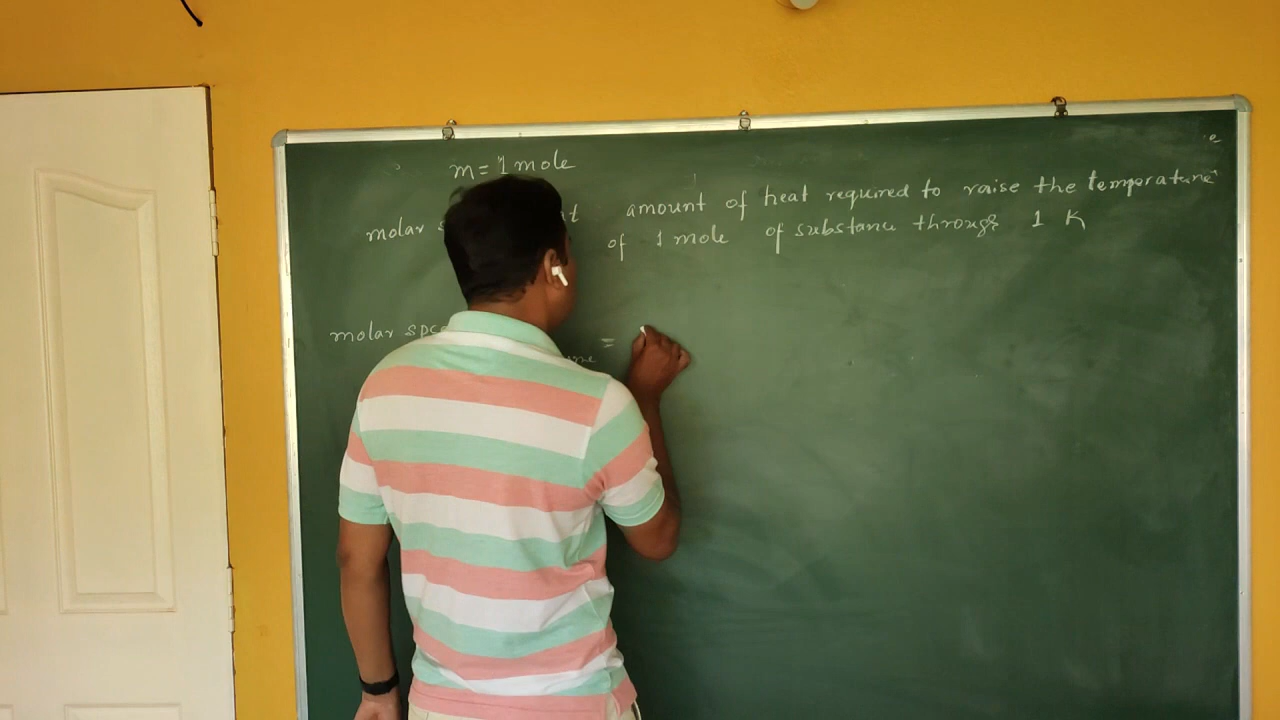 m = 1 mole
molar amount of heat required to raise the temperature
of 1 mole of substance through 1 K
molar =